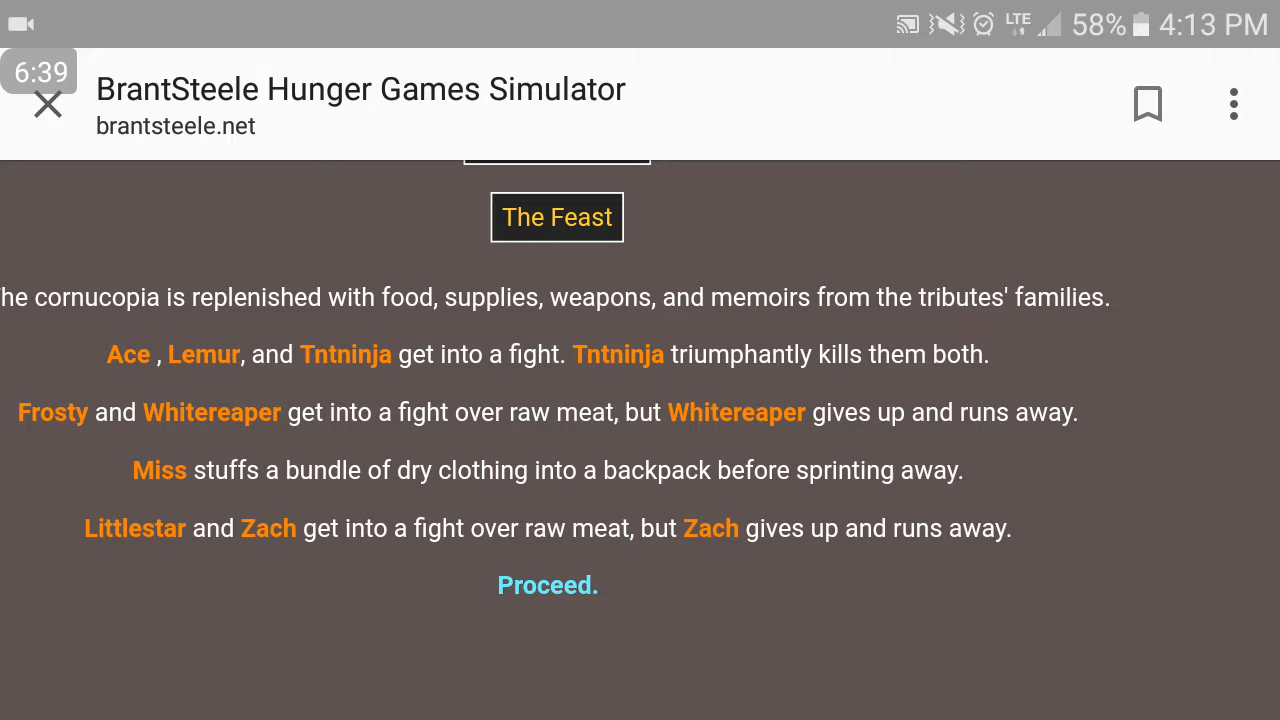 LTE 58% 4:13 PM
6:39
BrantSteele Hunger Games Simulator
brantsteele.net
The Feast
he cornucopia is replenished with food, supplies, weapons, and memoirs from the tributes' families.
Ace , Lemur, and Tntninja get into a fight. Tntninja triumphantly kills them both.
Frosty and Whitereaper get into a fight over raw meat, but Whitereaper gives up and runs away.
Miss stuffs a bundle of dry clothing into a backpack before sprinting away.
Littlestar and Zach get into a fight over raw meat, but Zach gives up and runs away.
Proceed.